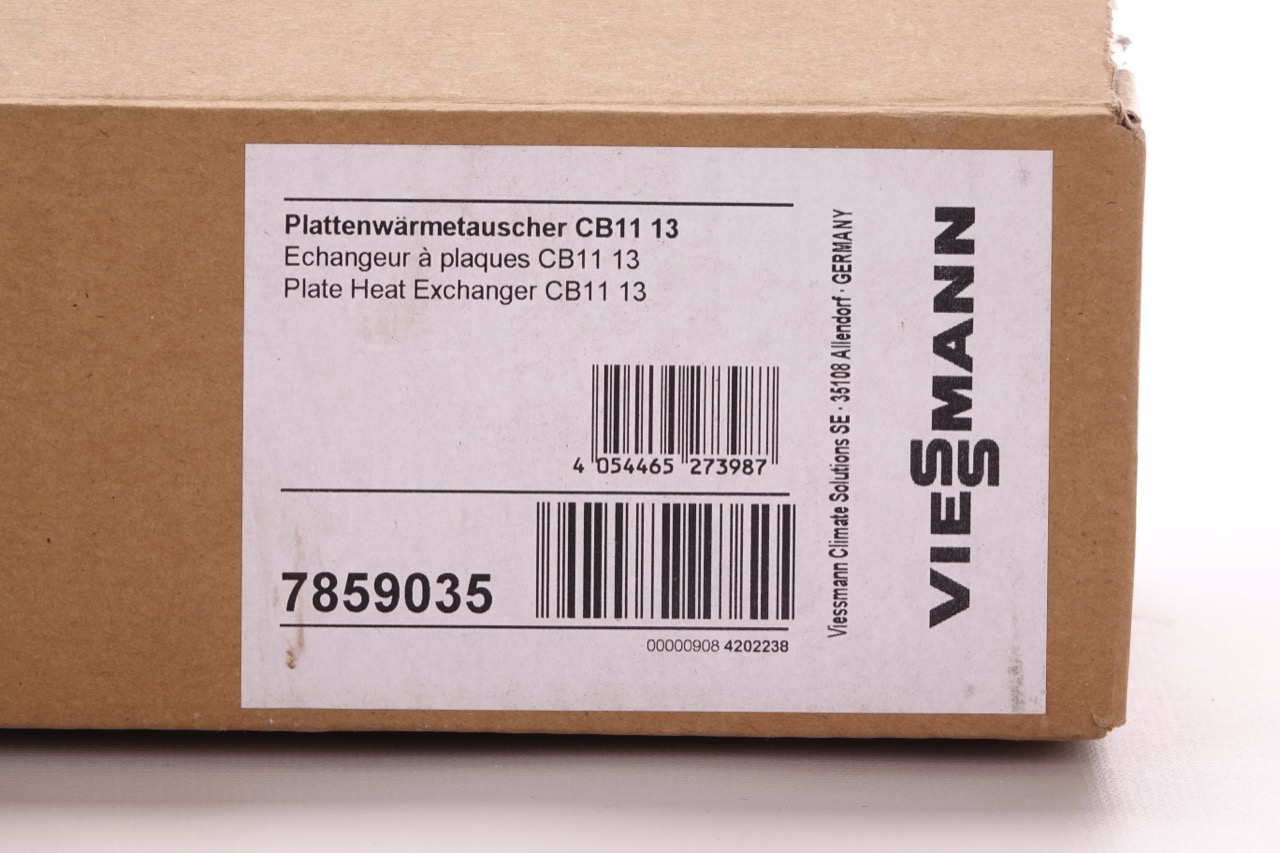 Plattenwärmetauscher CB11 13
Echangeur à plaques CB11 13
Plate Heat Exchanger CB11 13
4 054465 273987
7859035
00000908 4202238
Viessmann Climate Solutions SE · 35108 Allendorf · GERMANY
VIESSMANN